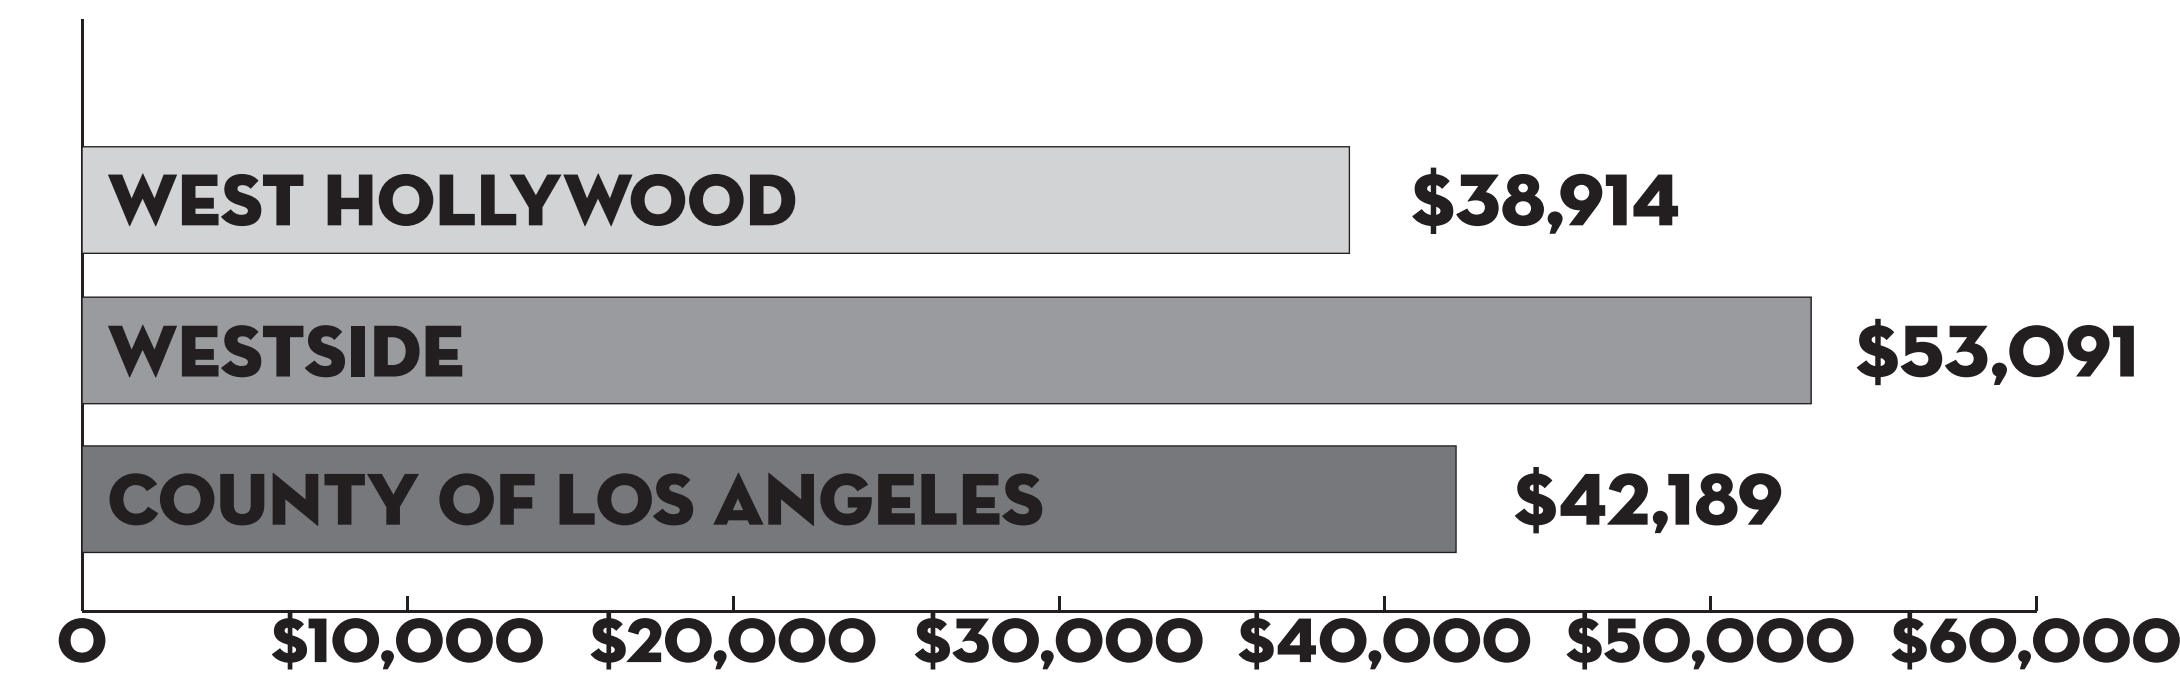 WEST HOLLYWOOD $38,914
WESTSIDE $53,091
COUNTY OF LOS ANGELES $42,189
0 $10,000 $20,000 $30,000 $40,000 $50,000 $60,000